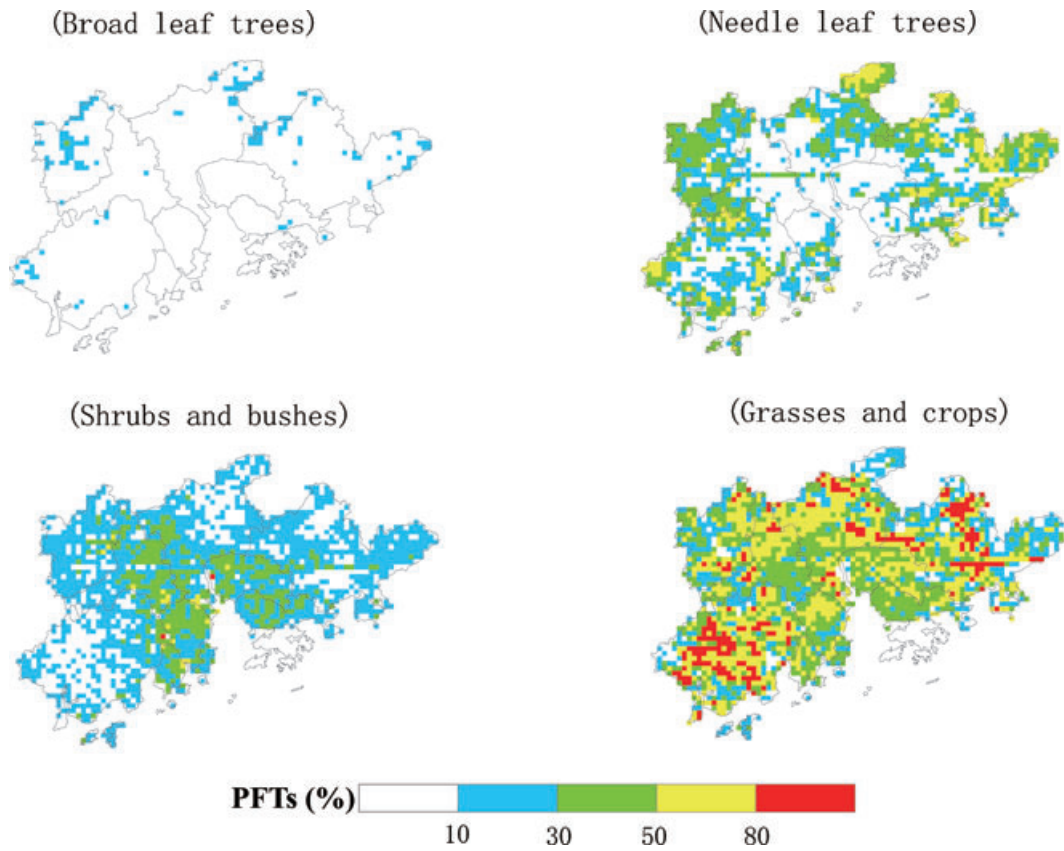 (Broad leaf trees)
(Needle leaf trees)
(Shrubs and bushes)
(Grasses and crops)
PFTs (%)
10 30 50 80